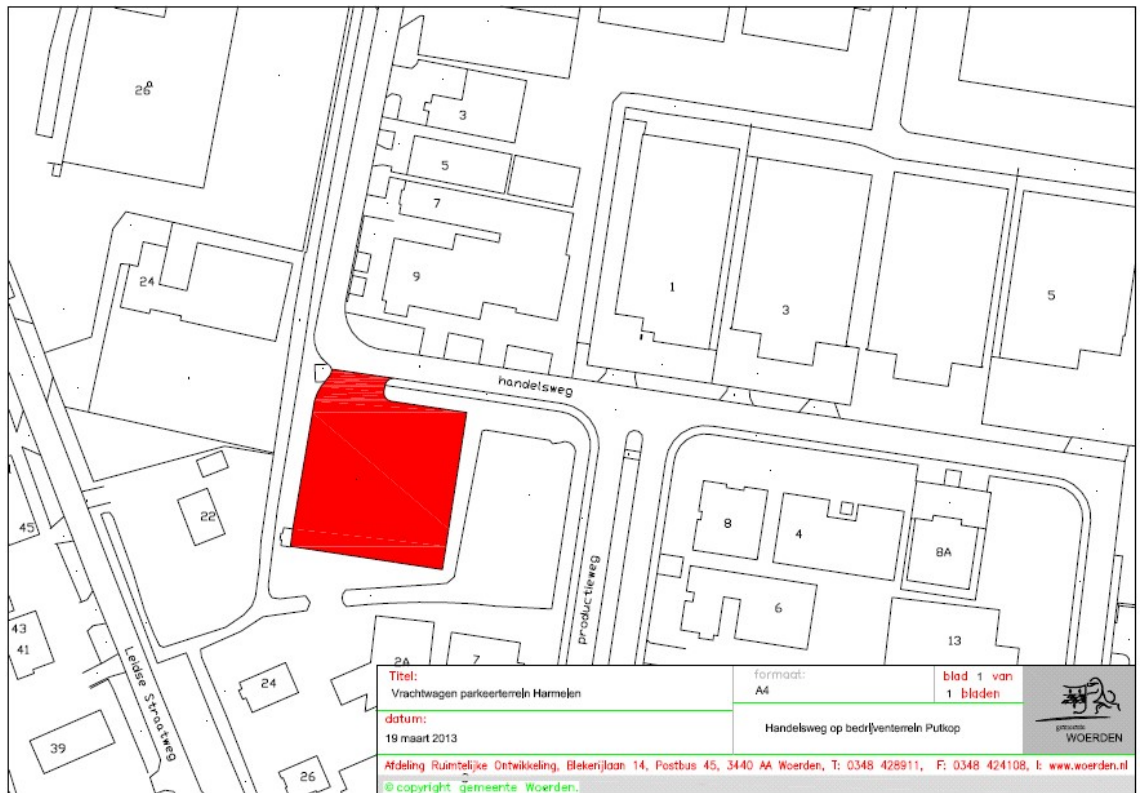 26a
3
5
7
24
9
1
3
5
handelsweg
22
45
8
4
8A
productieweg
6
43
41
13
2A
7
24
Leidse Straatweg
39
26
Titel:
Vrachtwagen parkeerterrein Harmelen
formaat:
A4
blad 1 van
1 bladen
datum:
19 maart 2013
Handelsweg op bedrijventerrein Putkop
gemeente
WOERDEN
Afdeling Ruimtelijke Ontwikkeling, Blekerijlaan 14, Postbus 45, 3440 AA Woerden, T: 0348 428911, F: 0348 424108, I: www.woerden.nl
© copyright gemeente Woerden.